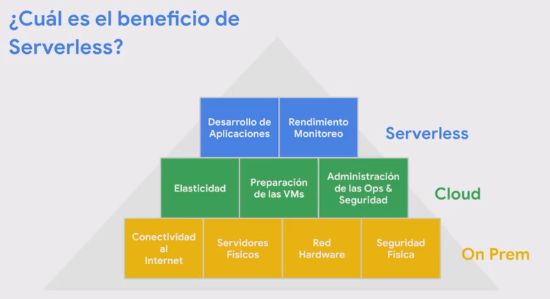 ¿Cuál es el beneficio de
Serverless?
Desarrollo de
Aplicaciones
Rendimiento
Monitoreo
Serverless
Elasticidad
Preparación
de las VMs
Administración
de las Ops &
Seguridad
Cloud
Conectividad
al
Internet
Servidores
Físicos
Red
Hardware
Seguridad
Física
On Prem